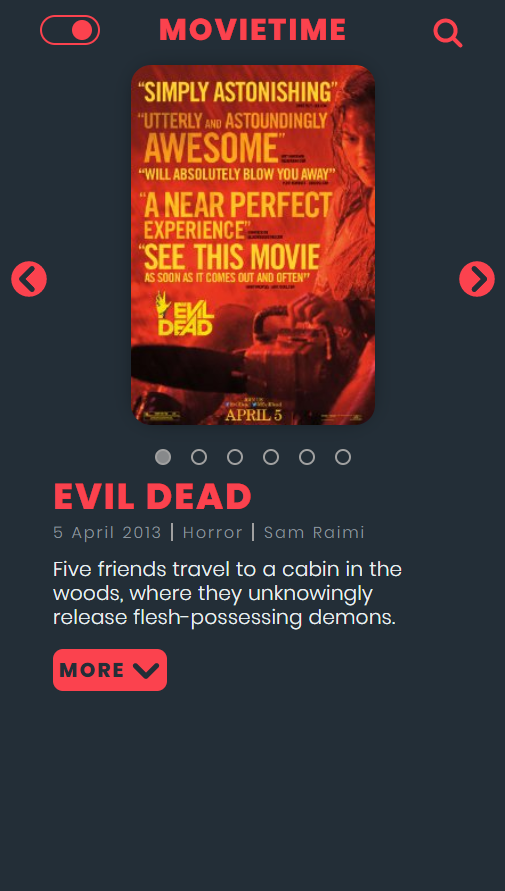 MOVIETIME
“SIMPLY ASTONISHING”
“UTTERLY AND ASTOUNDINGLY
AWESOME”
“WILL ABSOLUTELY BLOW YOU AWAY”
“A NEAR PERFECT
EXPERIENCE”
“SEE THIS MOVIE
AS SOON AS IT COMES OUT AND OFTEN”
EVIL
DEAD
APRIL 5
EVIL DEAD
5 April 2013 | Horror | Sam Raimi
Five friends travel to a cabin in the
woods, where they unknowingly
release flesh-possessing demons.
MORE